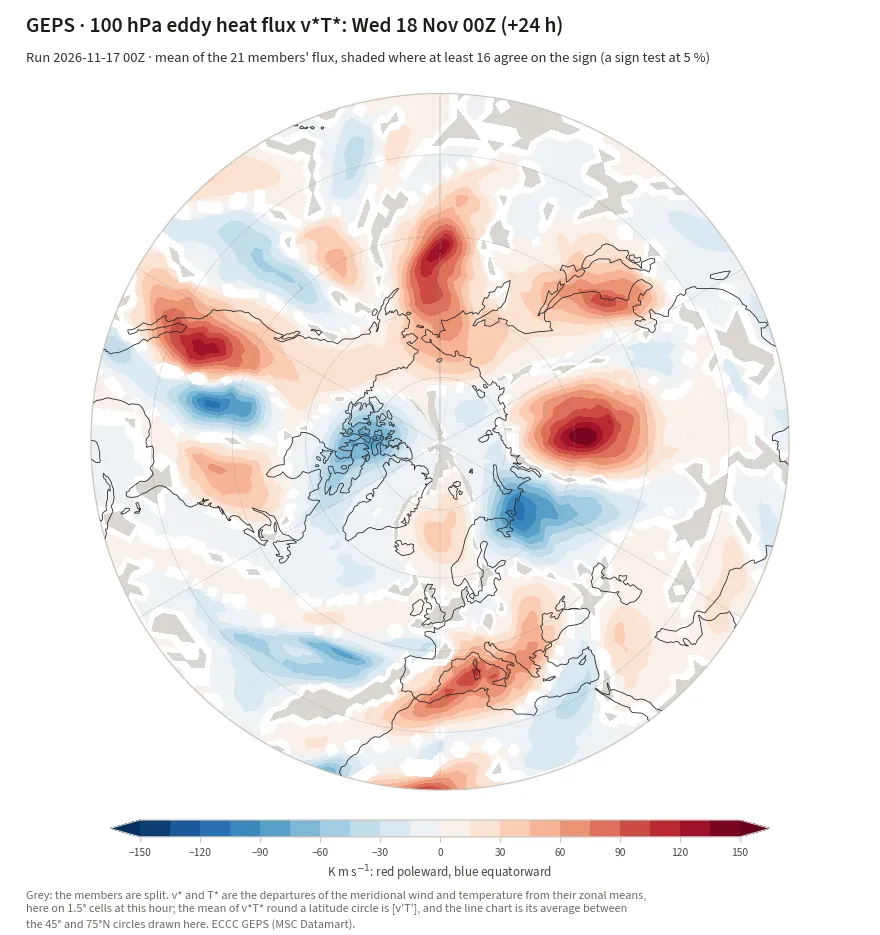 GEPS · 100 hPa eddy heat flux v*T*: Wed 18 Nov 00Z (+24 h)
Run 2026-11-17 00Z · mean of the 21 members' flux, shaded where at least 16 agree on the sign (a sign test at 5 %)
−150 −120 −90 −60 −30 0 30 60 90 120 150
K m s⁻¹: red poleward, blue equatorward
Grey: the members are split. v* and T* are the departures of the meridional wind and temperature from their zonal means,
here on 1.5° cells at this hour; the mean of v*T* round a latitude circle is [v'T'], and the line chart is its average between
the 45° and 75°N circles drawn here. ECCC GEPS (MSC Datamart).